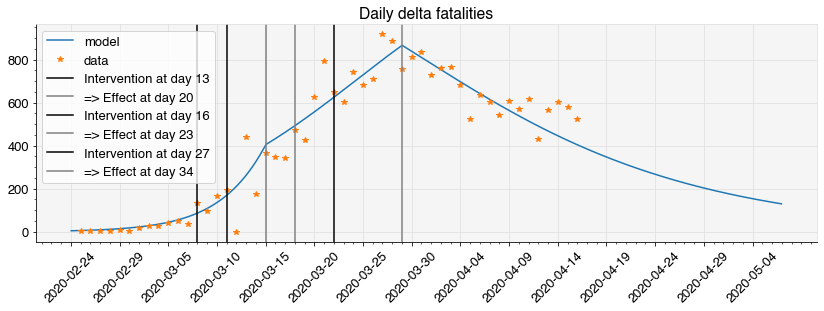 Daily delta fatalities
model
data
Intervention at day 13
=> Effect at day 20
Intervention at day 16
=> Effect at day 23
Intervention at day 27
=> Effect at day 34
800
600
400
200
0
2020-02-24
2020-02-29
2020-03-05
2020-03-10
2020-03-15
2020-03-20
2020-03-25
2020-03-30
2020-04-04
2020-04-09
2020-04-14
2020-04-19
2020-04-24
2020-04-29
2020-05-04